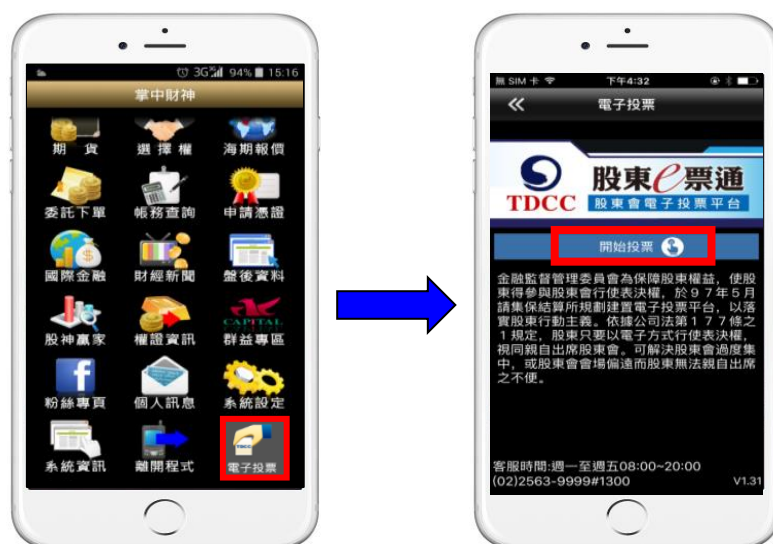 3G 94% 15:16
掌中財神
期 貨 選 擇 權 海期報價
委託下單 帳務查詢 申請憑證
國際金融 財經新聞 盤後資料
CAPITAL
股神贏家 權證資訊 群益專區
粉絲專頁 個人訊息 系統設定
TDCC
系統資訊 離開程式 電子投票
無 SIM 卡 下午4:32
電子投票
TDCC 股東e票通
股東會電子投票平台
開始投票
金融監督管理委員會為保障股東權益，使股
東得參與股東會行使表決權，於９７年５月
請集保結算所規劃建置電子投票平台，以落
實股東行動主義。依據公司法第１７７條之
１規定，股東只要以電子方式行使表決權，
視同親自出席股東會。可解決股東會過度集
中，或股東會會場偏遠而股東無法親自出席
之不便。
客服時間:週一至週五08:00~20:00
(02)2563-9999#1300 V1.31